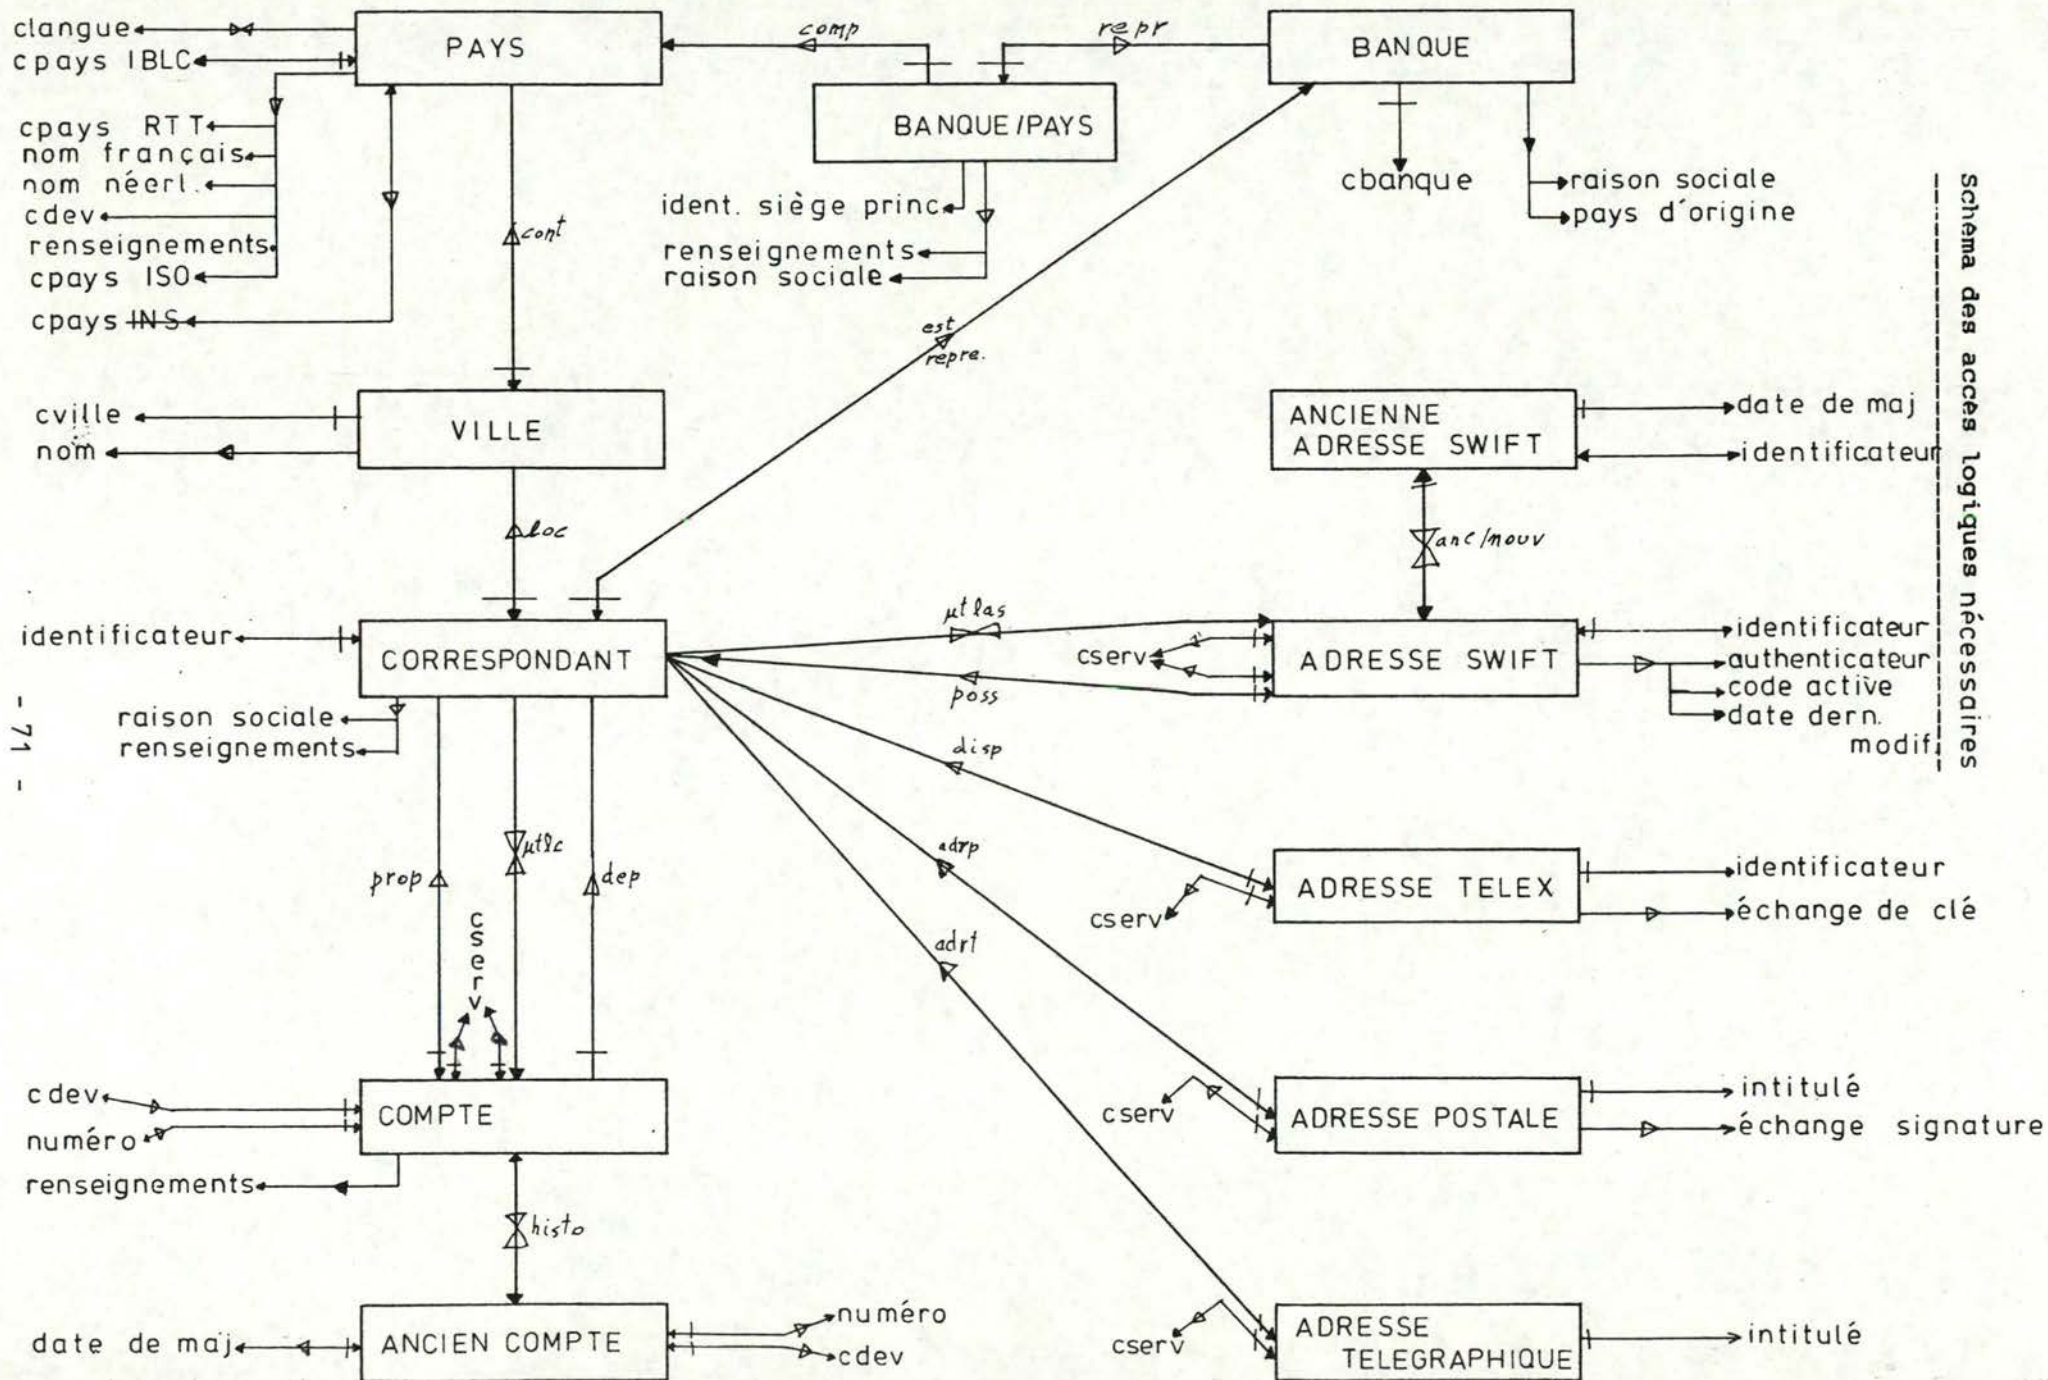 Schéma des accès logiques nécessaires
clangue
cpays IBLC
PAYS
comp
repr
BANQUE
cpays RTT
nom français
nom néerl.
cdev
renseignements
cpays ISO
cpays INS
BANQUE/PAYS
ident. siège princ
renseignements
raison sociale
cbanque
raison sociale
pays d'origine
cont
est
repre.
cville
nom
VILLE
ANCIENNE
ADRESSE SWIFT
date de maj
identificateur
loc
anc/nouv
identificateur
CORRESPONDANT
raison sociale
renseignements
µtlas
cserv
poss
ADRESSE SWIFT
identificateur
authenticateur
code active
date dern.
modif.
disp
adrp
adrt
prop
µtlc
dep
cserv
cserv
ADRESSE TELEX
identificateur
échange de clé
cdev
numéro
renseignements
COMPTE
cserv
ADRESSE POSTALE
intitulé
échange signature
histo
date de maj
ANCIEN COMPTE
numéro
cdev
cserv
ADRESSE
TELEGRAPHIQUE
intitulé
- 71 -